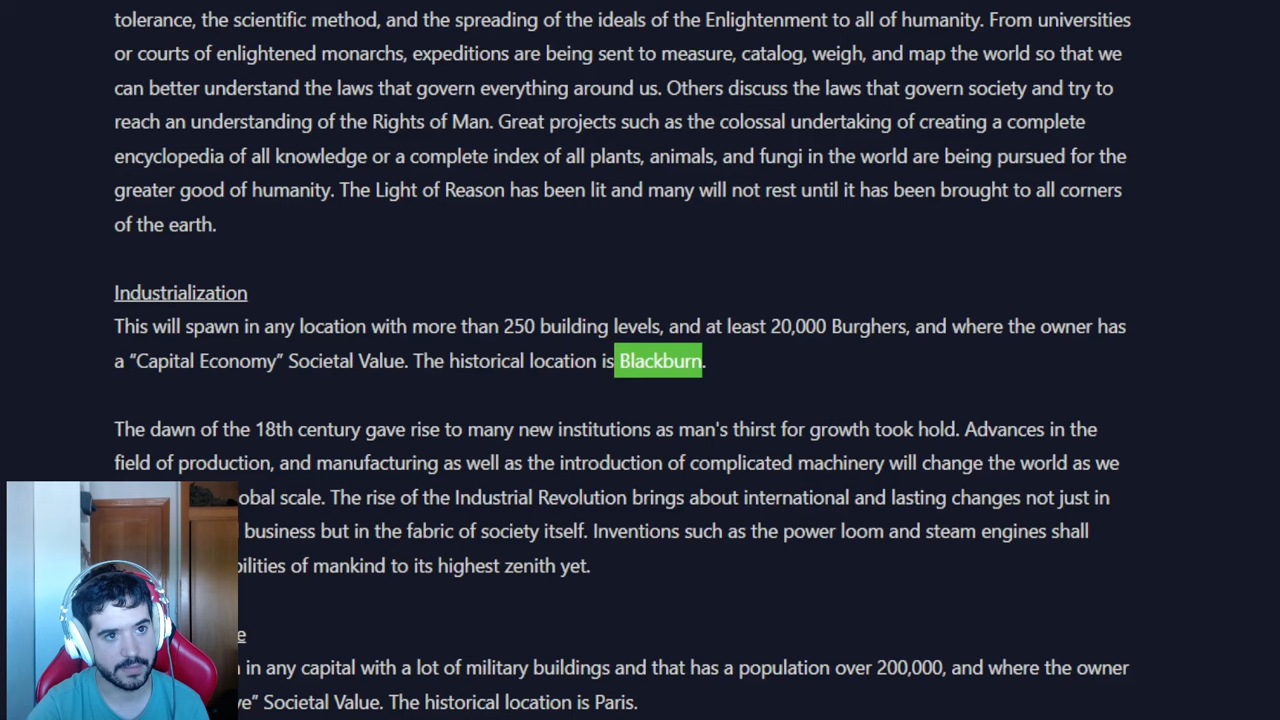 tolerance, the scientific method, and the spreading of the ideals of the Enlightenment to all of humanity. From universities
or courts of enlightened monarchs, expeditions are being sent to measure, catalog, weigh, and map the world so that we
can better understand the laws that govern everything around us. Others discuss the laws that govern society and try to
reach an understanding of the Rights of Man. Great projects such as the colossal undertaking of creating a complete
encyclopedia of all knowledge or a complete index of all plants, animals, and fungi in the world are being pursued for the
greater good of humanity. The Light of Reason has been lit and many will not rest until it has been brought to all corners
of the earth.
Industrialization
This will spawn in any location with more than 250 building levels, and at least 20,000 Burghers, and where the owner has
a “Capital Economy” Societal Value. The historical location is Blackburn.
The dawn of the 18th century gave rise to many new institutions as man's thirst for growth took hold. Advances in the
field of production, and manufacturing as well as the introduction of complicated machinery will change the world as we
scale. The rise of the Industrial Revolution brings about international and lasting changes not just in
business but in the fabric of society itself. Inventions such as the power loom and steam engines shall
of mankind to its highest zenith yet.
in any capital with a lot of military buildings and that has a population over 200,000, and where the owner
Societal Value. The historical location is Paris.